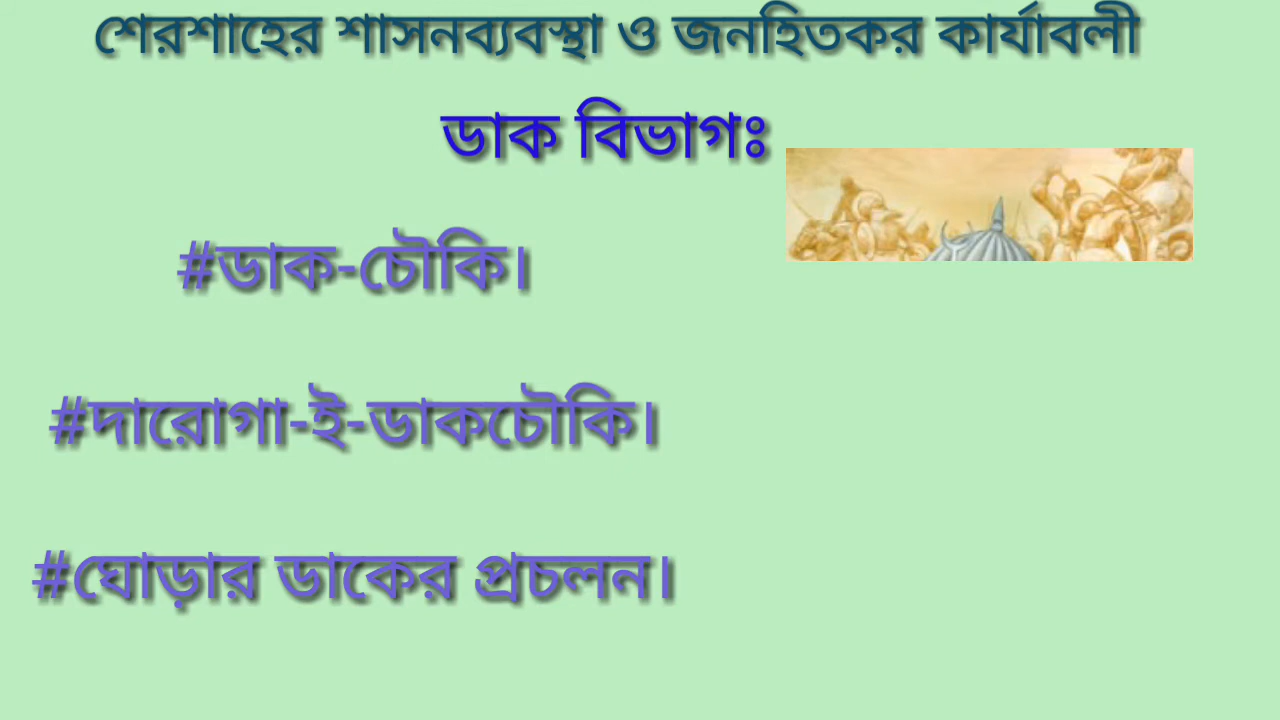 শেরশাহের শাসনব্যবস্থা ও জনহিতকর কার্যাবলী
ডাক বিভাগঃ
#ডাক-চৌকি।
#দারোগা-ই-ডাকচৌকি।
#ঘোড়ার ডাকের প্রচলন।